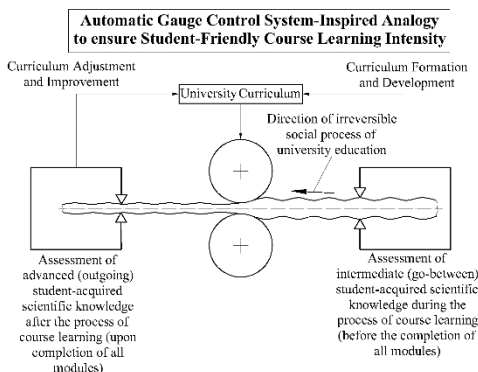 Automatic Gauge Control System-Inspired Analogy
to ensure Student-Friendly Course Learning Intensity
Curriculum Adjustment
and Improvement
University Curriculum
Curriculum Formation
and Development
Direction of irreversible
social process of
university education
Assessment of
advanced (outgoing)
student-acquired
scientific knowledge
after the process of
course learning (upon
completion of all
modules)
Assessment of
intermediate (go-between)
student-acquired scientific
knowledge during the
process of course learning
(before the completion of
all modules)